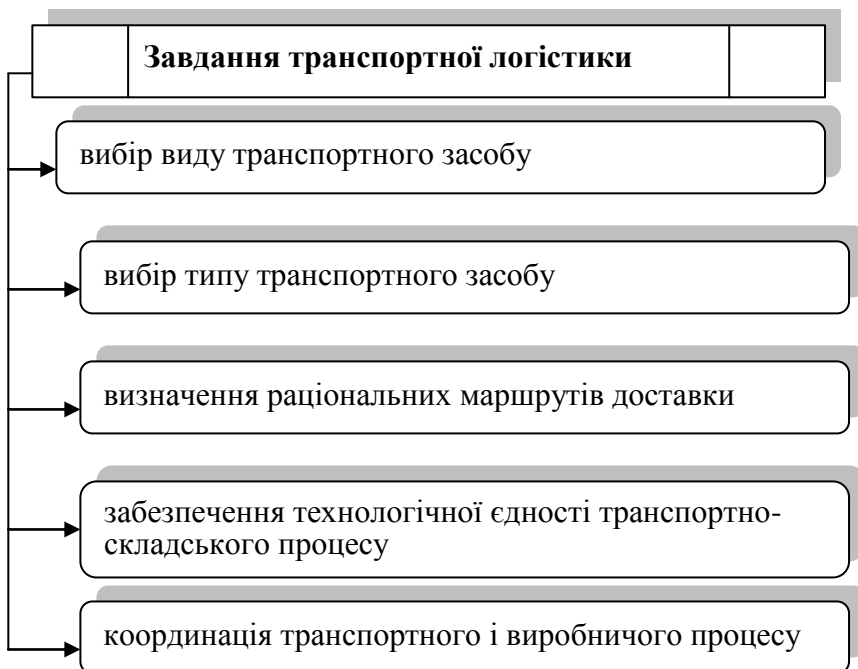 Завдання транспортної логістики
вибір виду транспортного засобу
вибір типу транспортного засобу
визначення раціональних маршрутів доставки
забезпечення технологічної єдності транспортно-
складського процесу
координація транспортного і виробничого процесу